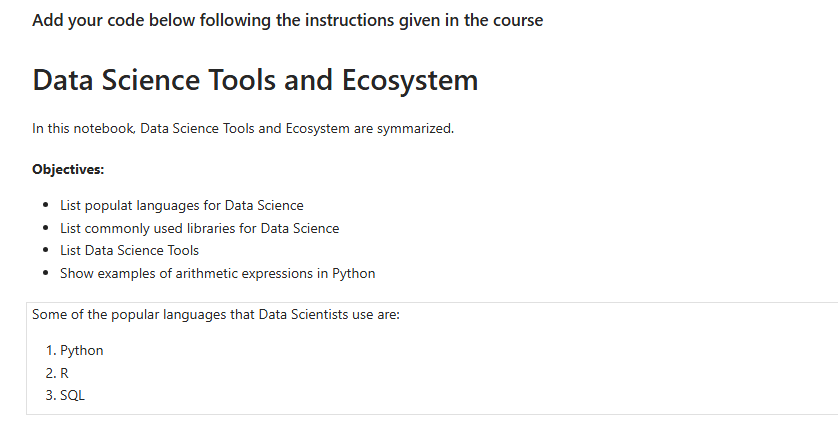 Add your code below following the instructions given in the course
Data Science Tools and Ecosystem
In this notebook, Data Science Tools and Ecosystem are symmarized.
Objectives:
• List populat languages for Data Science
• List commonly used libraries for Data Science
• List Data Science Tools
• Show examples of arithmetic expressions in Python
Some of the popular languages that Data Scientists use are:
1. Python
2. R
3. SQL